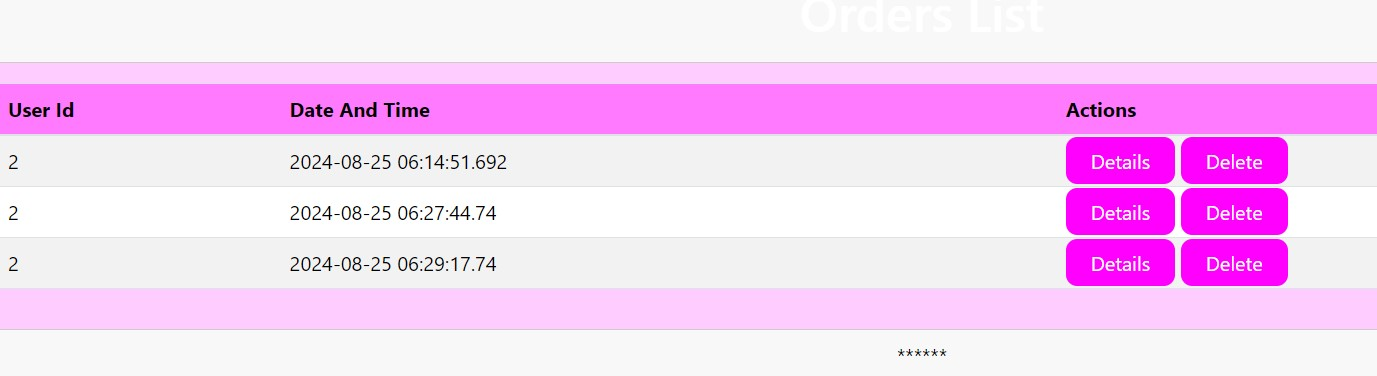 Orders List
User Id Date And Time Actions
2 2024-08-25 06:14:51.692 Details Delete
2 2024-08-25 06:27:44.74 Details Delete
2 2024-08-25 06:29:17.74 Details Delete
******